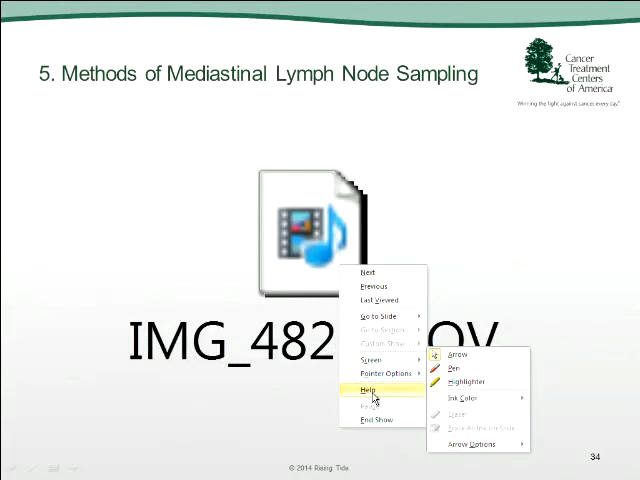 5. Methods of Mediastinal Lymph Node Sampling
Cancer
Treatment
Centers
of America
Winning the fight against cancer, every day.®
Next
Previous
Last Viewed
Go to Slide
Go to Section
Custom Show
Screen
Pointer Options
Help
Pause
End Show
IMG_482 OV
Arrow
Pen
Highlighter
Ink Color
Eraser
Erase All Ink on Slide
Arrow Options
34
© 2014 Rising Tide